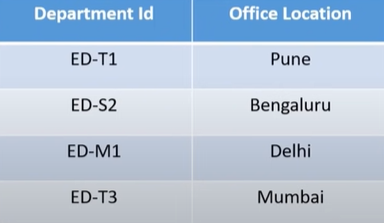 Department Id Office Location
ED-T1 Pune
ED-S2 Bengaluru
ED-M1 Delhi
ED-T3 Mumbai